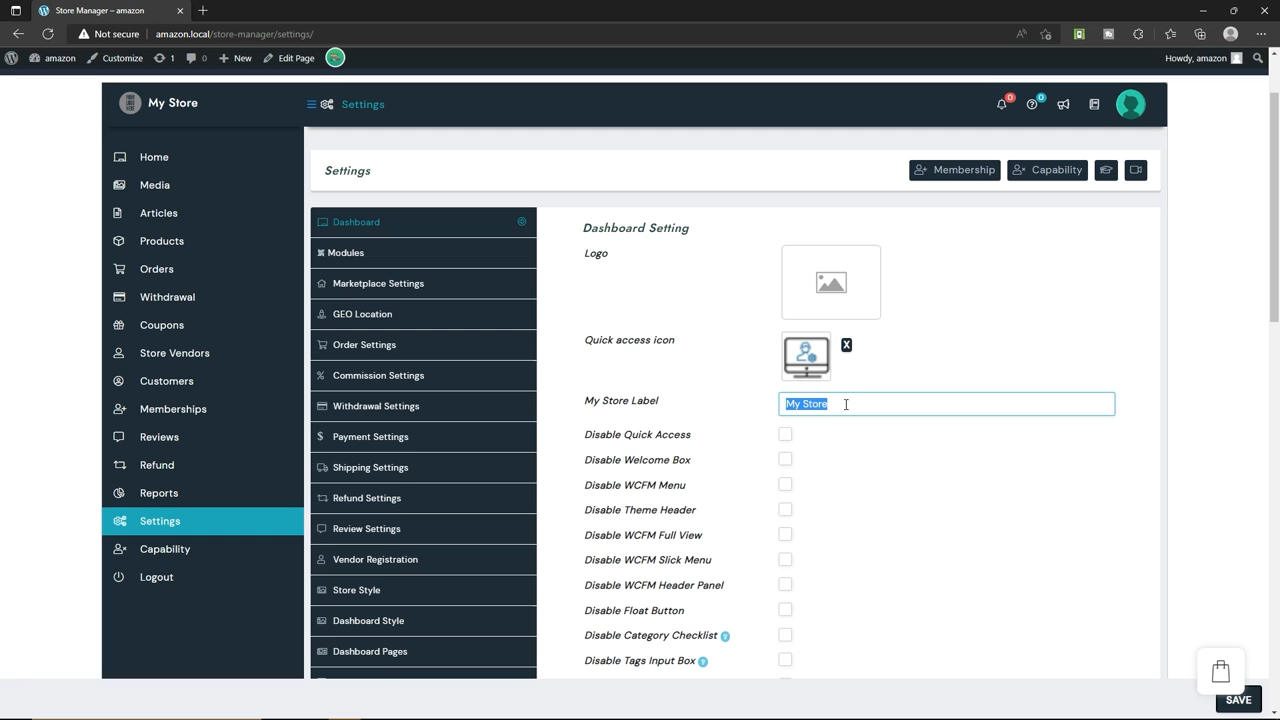 Store Manager – amazon
Not secure
amazon.local/store-manager/settings/
amazon
Customize
1
0
New
Edit Page
Howdy, amazon
My Store
Settings
0
0
Home
Media
Articles
Products
Orders
Withdrawal
Coupons
Store Vendors
Customers
Memberships
Reviews
Refund
Reports
Settings
Capability
Logout
Settings
Membership
Capability
Dashboard
Modules
Marketplace Settings
GEO Location
Order Settings
Commission Settings
Withdrawal Settings
Payment Settings
Shipping Settings
Refund Settings
Review Settings
Vendor Registration
Store Style
Dashboard Style
Dashboard Pages
Dashboard Setting
Logo
Quick access icon
X
My Store Label
My Store
Disable Quick Access
Disable Welcome Box
Disable WCFM Menu
Disable Theme Header
Disable WCFM Full View
Disable WCFM Slick Menu
Disable WCFM Header Panel
Disable Float Button
Disable Category Checklist
Disable Tags Input Box
SAVE